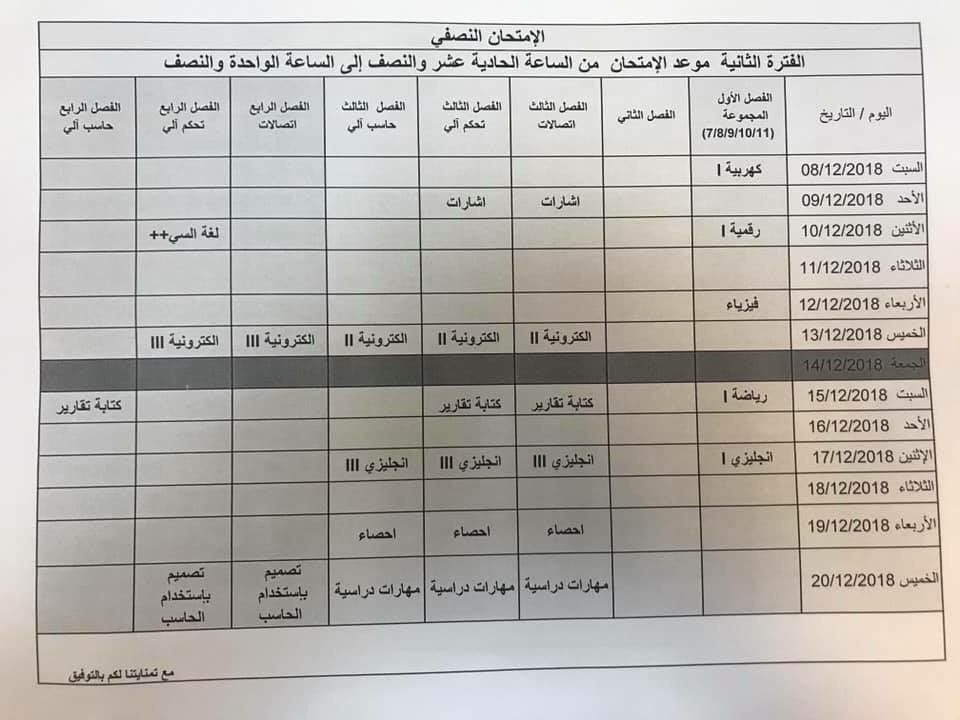 الإمتحان النصفي
الفترة الثانية موعد الإمتحان من الساعة الحادية عشر والنصف إلى الساعة الواحدة والنصف
اليوم / التاريخ الفصل الأول المجموعة (7/8/9/10/11) الفصل الثاني الفصل الثالث اتصالات الفصل الثالث تحكم آلي الفصل الثالث حاسب آلي الفصل الرابع اتصالات الفصل الرابع تحكم آلي الفصل الرابع حاسب آلي
السبت 08/12/2018 كهربية I
الأحد 09/12/2018 اشارات اشارات
الأثنين 10/12/2018 رقمية I لغة السي++
الثلاثاء 11/12/2018
الأربعاء 12/12/2018 فيزياء
الخميس 13/12/2018 الكترونية II الكترونية II الكترونية II الكترونية III الكترونية III
الجمعة 14/12/2018
السبت 15/12/2018 رياضة I كتابة تقارير كتابة تقارير كتابة تقارير
الأحد 16/12/2018
الإثنين 17/12/2018 انجليزي I انجليزي III انجليزي III انجليزي III
الثلاثاء 18/12/2018
الأربعاء 19/12/2018 احصاء احصاء احصاء
الخميس 20/12/2018 مهارات دراسية مهارات دراسية مهارات دراسية تصميم بإستخدام الحاسب تصميم بإستخدام الحاسب
مع تمنايتنا لكم بالتوفيق